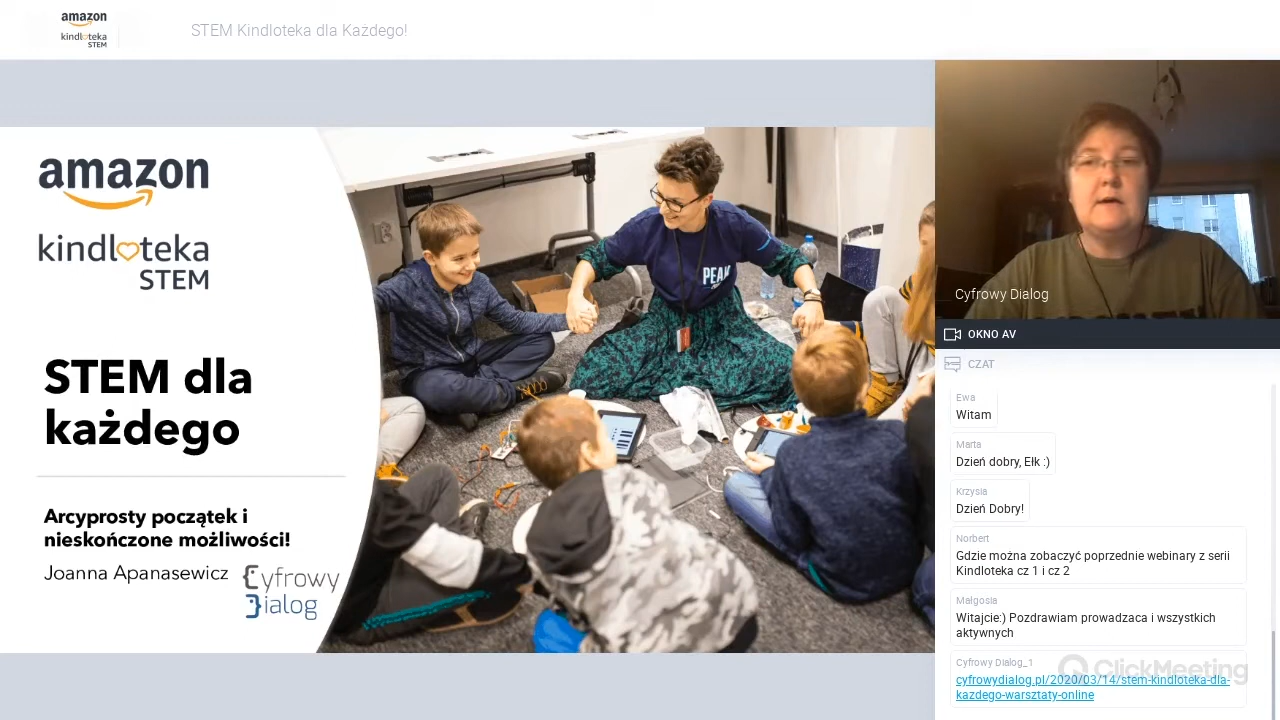 amazon
kindloteka
STEM
STEM Kindloteka dla Każdego!
amazon
kindloteka
STEM
STEM dla
każdego
Arcyprosty początek i
nieskończone możliwości!
Joanna Apanasewicz
Cyfrowy
Dialog
PEAK
Cyfrowy Dialog
OKNO AV
CZAT
Ewa
Witam
Marta
Dzień dobry, Ełk :)
Krzysia
Dzień Dobry!
Norbert
Gdzie można zobaczyć poprzednie webinary z serii
Kindloteka cz 1 i cz 2
Małgosia
Witajcie:) Pozdrawiam prowadzaca i wszystkich
aktywnych
Cyfrowy Dialog_1
cyfrowydialog.pl/2020/03/14/stem-kindloteka-dla-
kazdego-warsztaty-online
ClickMeeting